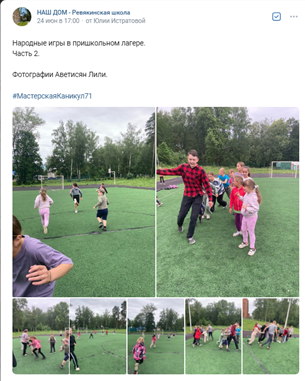 НАШ ДОМ - Ревякинская школа
24 июн в 17:00 · от Юлии Истратовой
Народные игры в пришкольном лагере.
Часть 2.
Фотографии Аветисян Лили.
#МастерскаяКаникул71